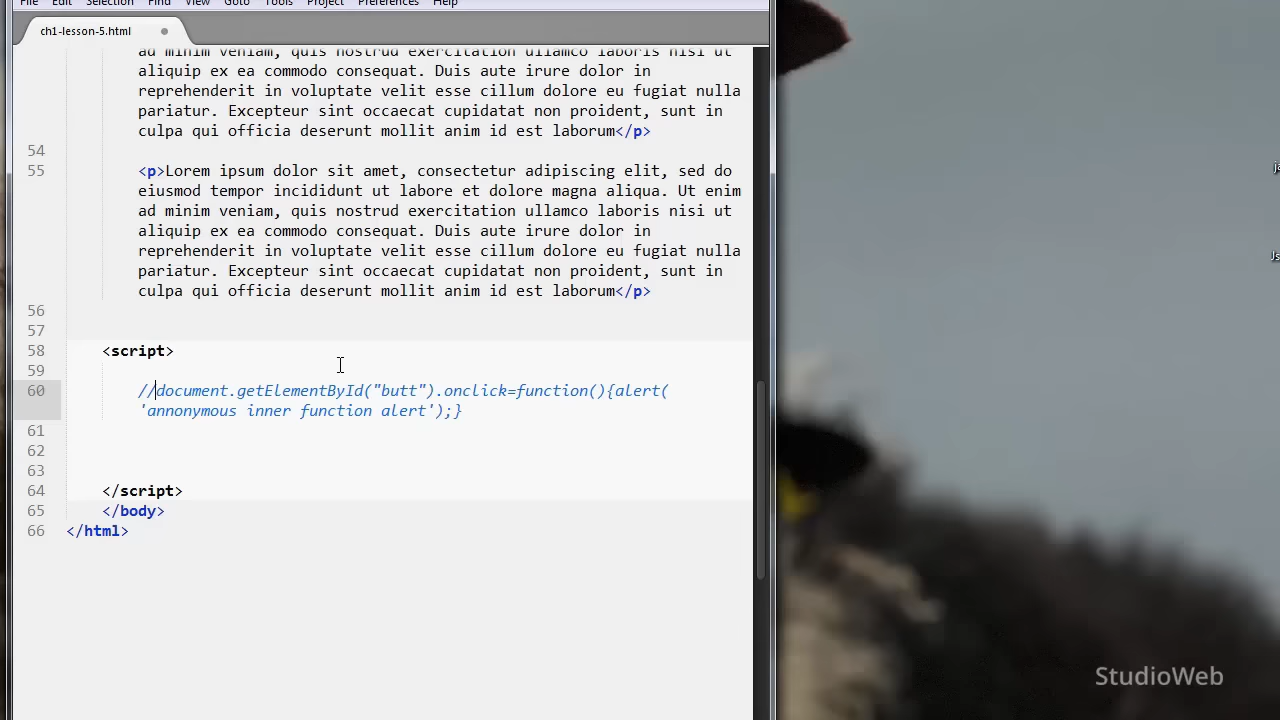 File Edit Selection Find View Goto Tools Project Preferences Help
ch1-lesson-5.html
ad minim veniam, quis nostrud exercitation ullamco laboris nisi ut
aliquip ex ea commodo consequat. Duis aute irure dolor in
reprehenderit in voluptate velit esse cillum dolore eu fugiat nulla
pariatur. Excepteur sint occaecat cupidatat non proident, sunt in
culpa qui officia deserunt mollit anim id est laborum</p>
54
55 <p>Lorem ipsum dolor sit amet, consectetur adipiscing elit, sed do
eiusmod tempor incididunt ut labore et dolore magna aliqua. Ut enim
ad minim veniam, quis nostrud exercitation ullamco laboris nisi ut
aliquip ex ea commodo consequat. Duis aute irure dolor in
reprehenderit in voluptate velit esse cillum dolore eu fugiat nulla
pariatur. Excepteur sint occaecat cupidatat non proident, sunt in
culpa qui officia deserunt mollit anim id est laborum</p>
56
57
58 <script>
59
60 //document.getElementById("butt").onclick=function(){alert(
'annonymous inner function alert');}
61
62
63
64 </script>
65 </body>
66 </html>
StudioWeb